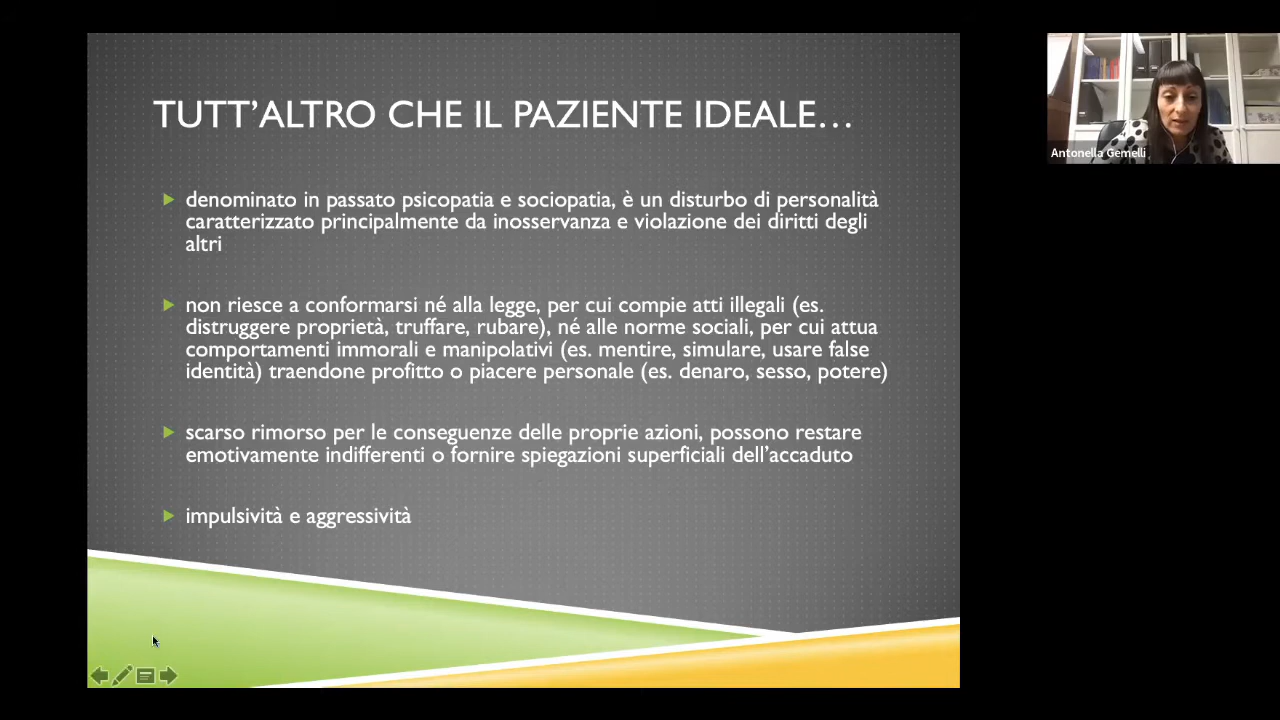 TUTT'ALTRO CHE IL PAZIENTE IDEALE…
denominato in passato psicopatia e sociopatia, è un disturbo di personalità
caratterizzato principalmente da inosservanza e violazione dei diritti degli
altri
non riesce a conformarsi né alla legge, per cui compie atti illegali (es.
distruggere proprietà, truffare, rubare), né alle norme sociali, per cui attua
comportamenti immorali e manipolativi (es. mentire, simulare, usare false
identità) traendone profitto o piacere personale (es. denaro, sesso, potere)
scarso rimorso per le conseguenze delle proprie azioni, possono restare
emotivamente indifferenti o fornire spiegazioni superficiali dell'accaduto
impulsività e aggressività
Antonella Gemelli